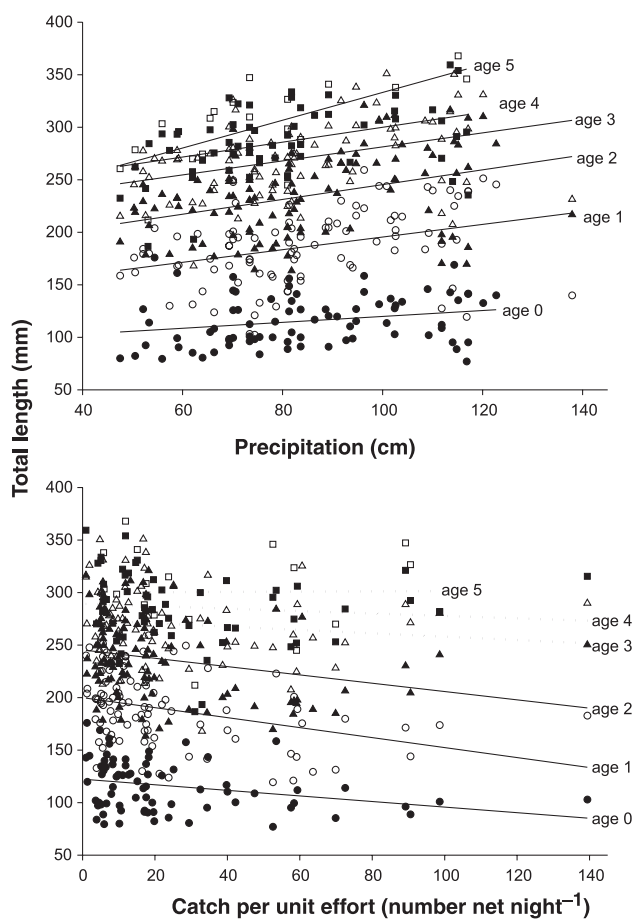 400
350
300
250
200
150
100
50
age 5
age 4
age 3
age 2
age 1
age 0
40 60 80 100 120 140
Precipitation (cm)
Total length (mm)
400
350
300
250
200
150
100
50
age 5
age 4
age 3
age 2
age 1
age 0
0 20 40 60 80 100 120 140
Catch per unit effort (number net night⁻¹)